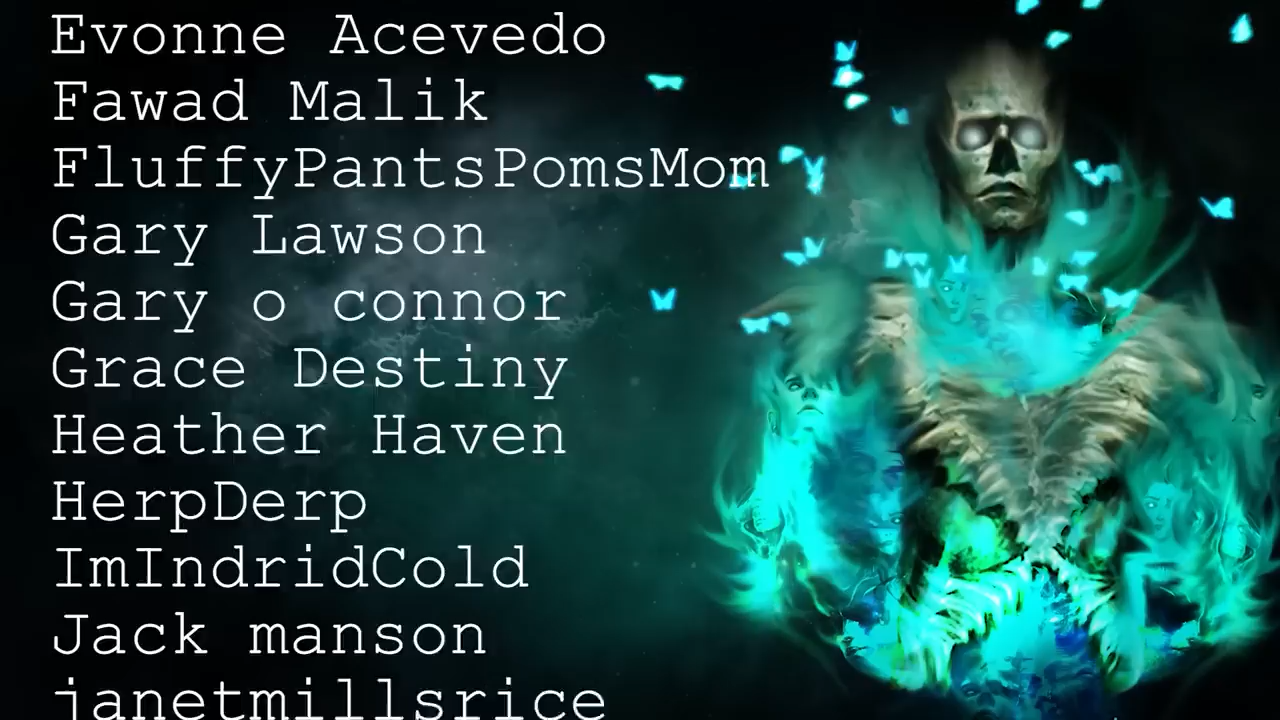 Evonne Acevedo
Fawad Malik
FluffyPantsPomsMom
Gary Lawson
Gary o connor
Grace Destiny
Heather Haven
HerpDerp
ImIndridCold
Jack manson
janetmillsrice